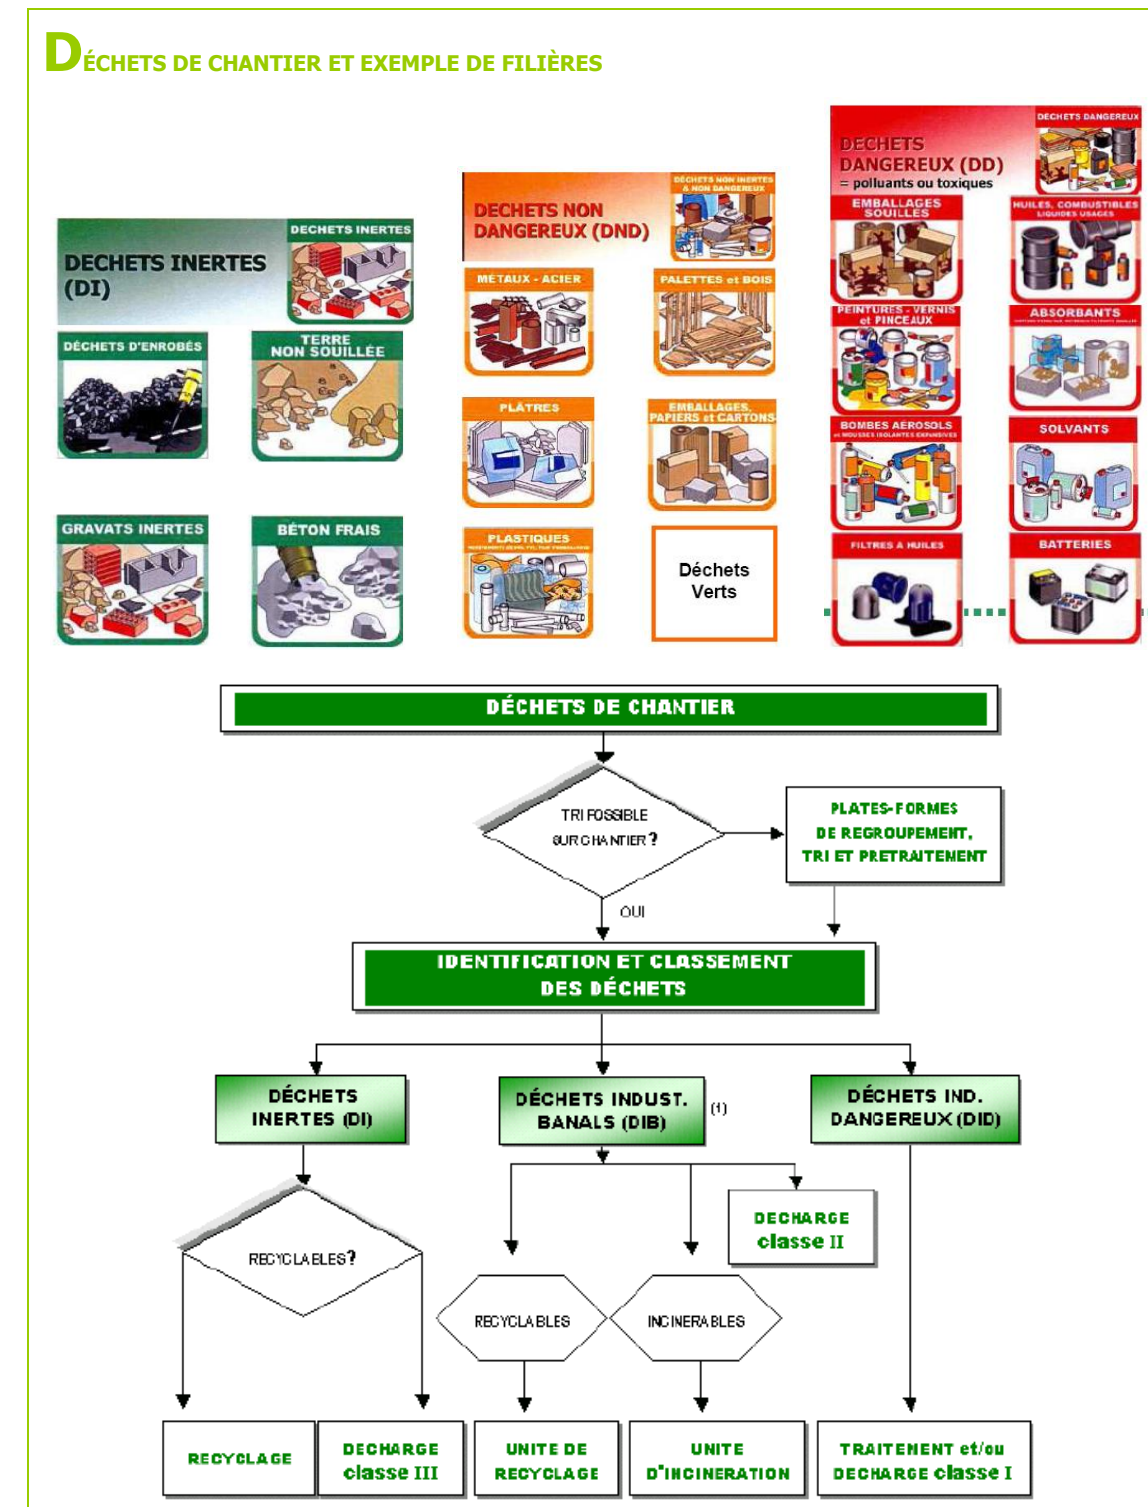 DÉCHETS DE CHANTIER ET EXEMPLE DE FILIÈRES
DECHETS INERTES
(DI)
DECHETS INERTES
DÉCHETS D'ENROBÉS
TERRE
NON SOUILLÉE
GRAVATS INERTES
BÉTON FRAIS
DECHETS NON
DANGEREUX (DND)
DÉCHETS NON INERTES
& NON DANGEREUX
MÉTAUX - ACIER
PALETTES et BOIS
PLÂTRES
EMBALLAGES,
PAPIERS et CARTONS
PLASTIQUES
Déchets
Verts
DECHETS
DANGEREUX (DD)
= polluants ou toxiques
DÉCHETS DANGEREUX
EMBALLAGES
SOUILLÉS
HUILES, COMBUSTIBLES
LIQUIDES USAGÉS
PEINTURES - VERNIS
et PINCEAUX
ABSORBANTS
BOMBES AÉROSOLS
et MOUSSES ISOLANTES EXPANSIVES
SOLVANTS
FILTRES A HUILES
BATTERIES
DÉCHETS DE CHANTIER
TRI POSSIBLE
SUR CHANTIER ?
PLATES-FORMES
DE REGROUPEMENT,
TRI ET PRETRAITEMENT
OUI
IDENTIFICATION ET CLASSEMENT
DES DÉCHETS
DÉCHETS
INERTES (DI)
DÉCHETS INDUST.
BANALS (DIB)
(1)
DÉCHETS IND.
DANGEREUX (DID)
DECHARGE
classe II
RECYCLABLES?
RECYCLABLES
INCINERABLES
RECYCLAGE
DECHARGE
classe III
UNITE DE
RECYCLAGE
UNITE
D'INCINERATION
TRAITEMENT et/ou
DECHARGE classe I